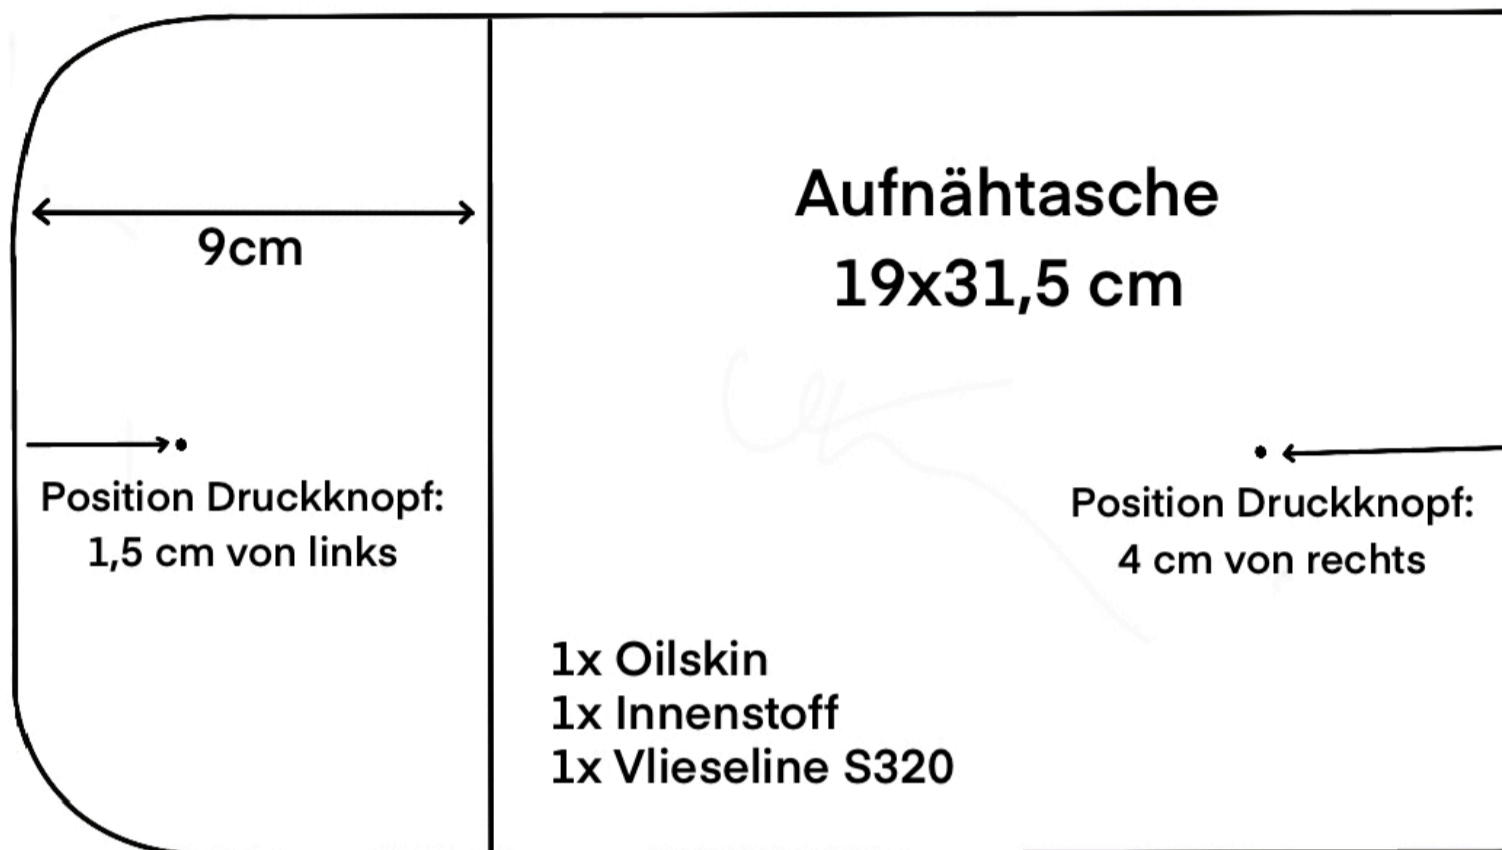 Aufnähtasche
19x31,5 cm
9cm
Position Druckknopf:
1,5 cm von links
Position Druckknopf:
4 cm von rechts
1x Oilskin
1x Innenstoff
1x Vlieseline S320